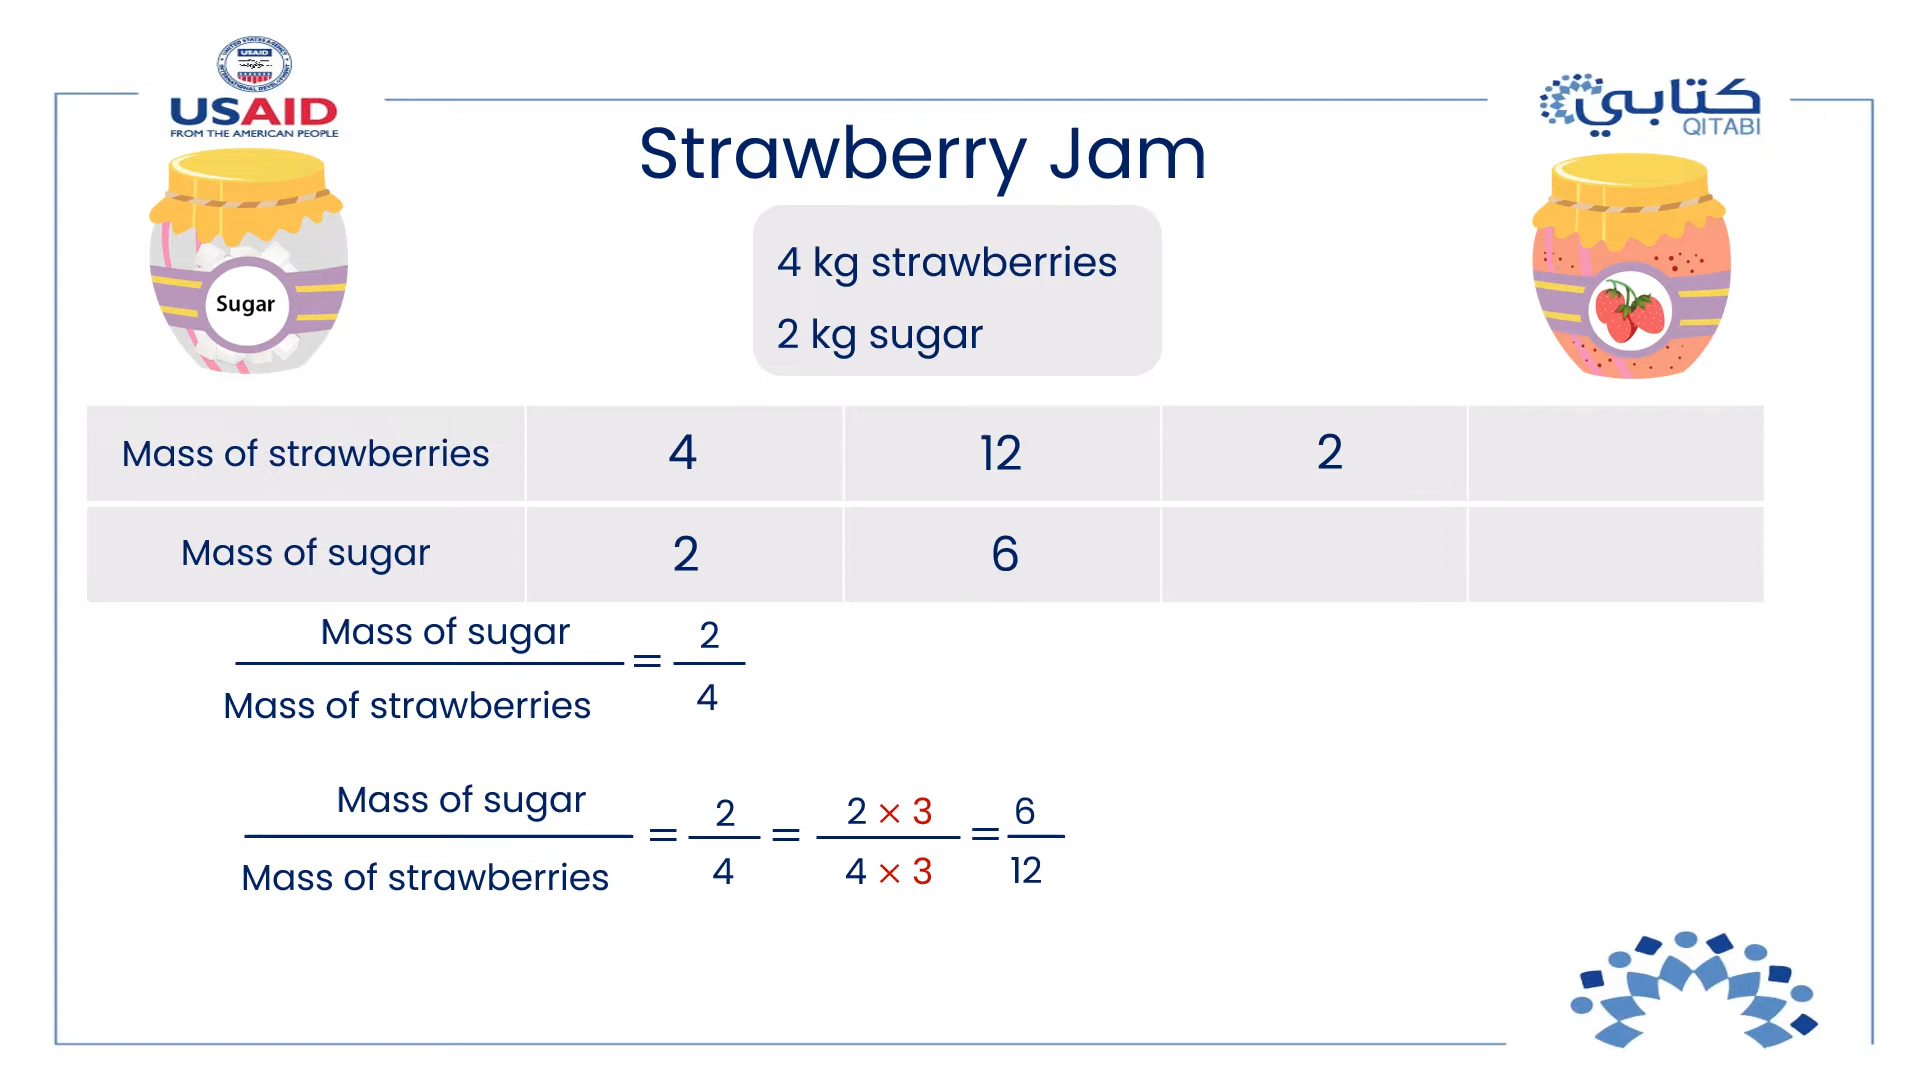 USAID
FROM THE AMERICAN PEOPLE
كتابي
QITABI
Strawberry Jam
4 kg strawberries
2 kg sugar
Sugar
Mass of strawberries 4 12 2
Mass of sugar 2 6
Mass of sugar / Mass of strawberries = 2 / 4
Mass of sugar / Mass of strawberries = 2 / 4 = 2 × 3 / 4 × 3 = 6 / 12